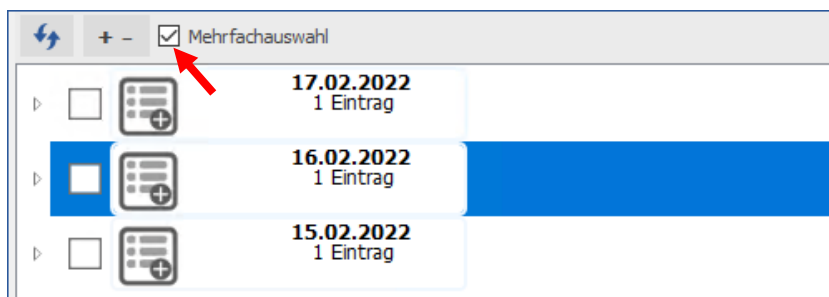 + - Mehrfachauswahl
17.02.2022
1 Eintrag
16.02.2022
1 Eintrag
15.02.2022
1 Eintrag